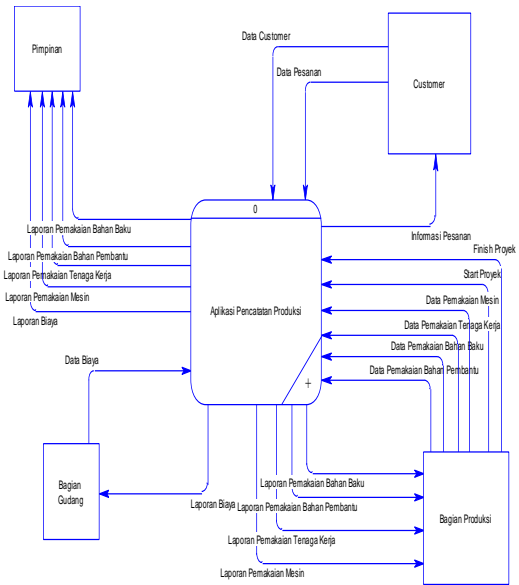 Pimpinan
Data Customer
Data Pesanan
Customer
0
Laporan Pemakaian Bahan Baku
Laporan Pemakaian Bahan Pembantu
Laporan Pemakaian Tenaga Kerja
Laporan Pemakaian Mesin
Laporan Biaya
Informasi Pesanan
Finish Proyek
Start Proyek
Data Pemakaian Mesin
Data Pemakaian Tenaga Kerja
Data Pemakaian Bahan Baku
Data Pemakaian Bahan Pembantu
Aplikasi Pencatatan Produksi
+
Data Biaya
Bagian
Gudang
Laporan Biaya
Laporan Pemakaian Bahan Baku
Laporan Pemakaian Bahan Pembantu
Laporan Pemakaian Tenaga Kerja
Laporan Pemakaian Mesin
Bagian Produksi